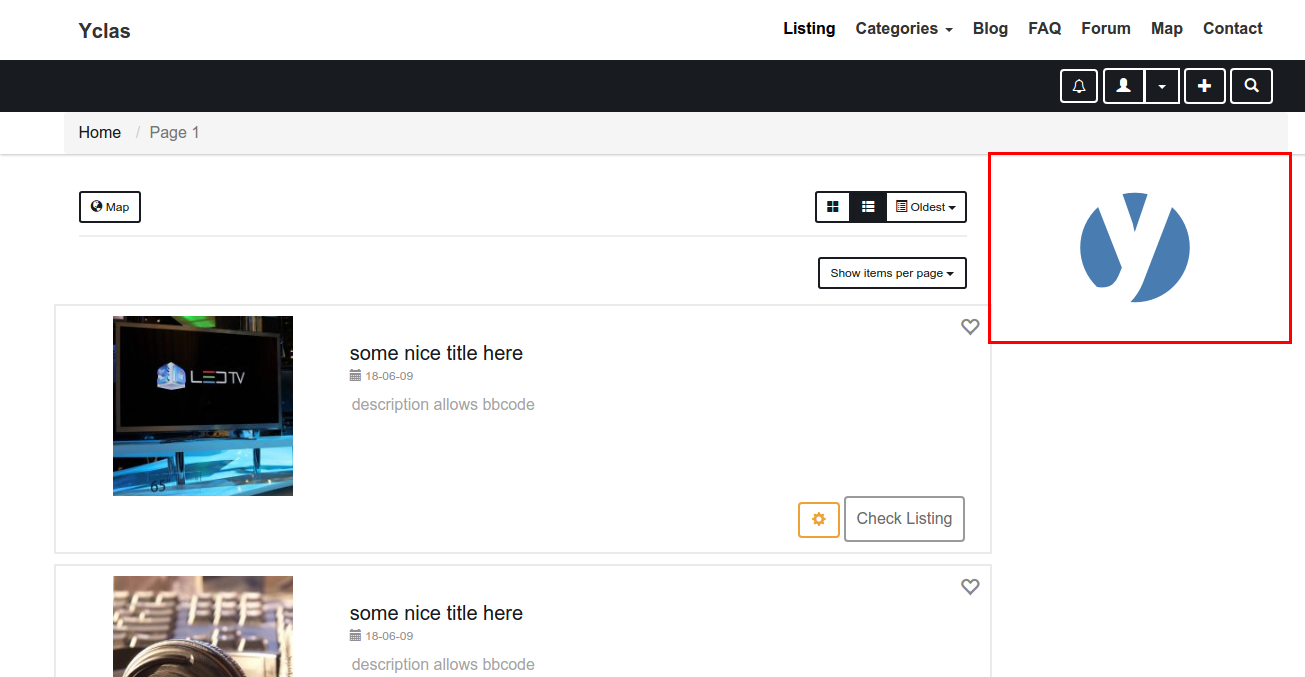 Yclas
Listing Categories Blog FAQ Forum Map Contact
Home / Page 1
Map
Oldest
Show items per page
LED TV
65
some nice title here
18-06-09
description allows bbcode
Check Listing
some nice title here
18-06-09
description allows bbcode